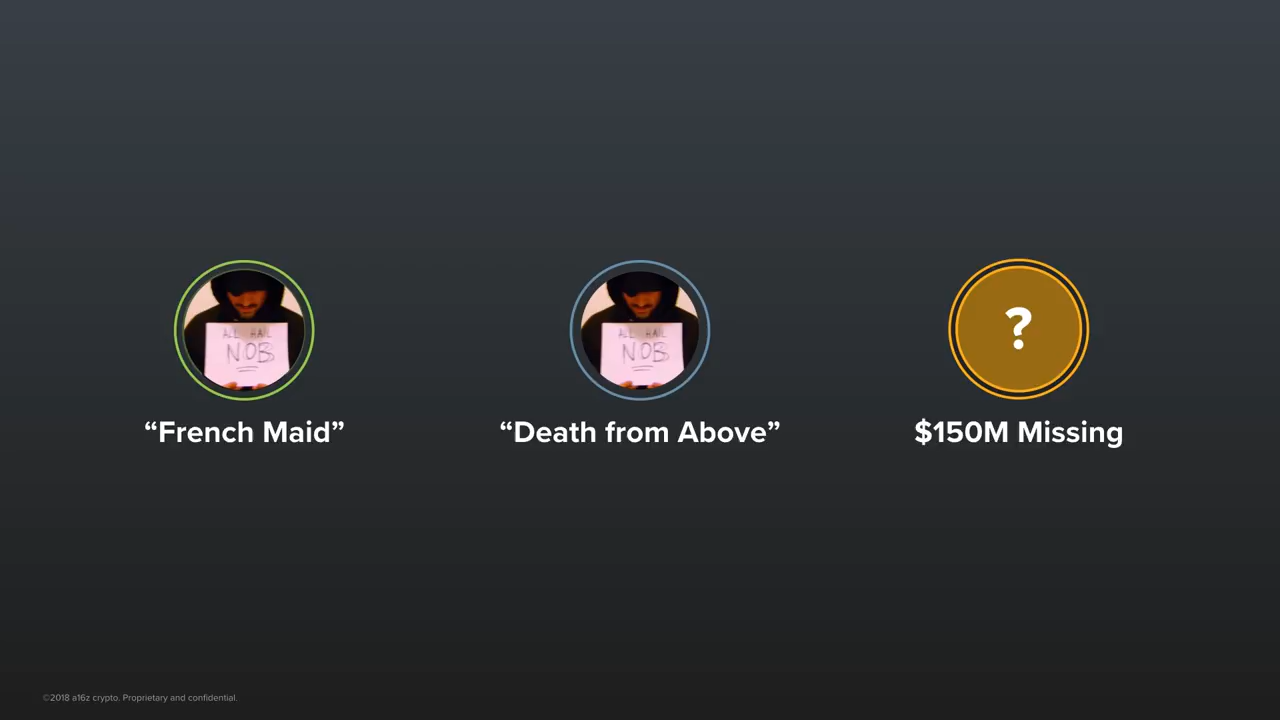 ALL HAIL
NOB
ALL HAIL
NOB
?
“French Maid”
“Death from Above”
$150M Missing
©2018 a16z crypto. Proprietary and confidential.